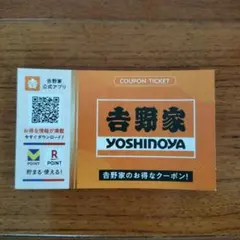 吉野家
公式アプリ
お得な情報が満載
今すぐダウンロード!
V POINT
R POINT
貯まる・使える!
COUPON TICKET
吉野家
YOSHINOYA
吉野家のお得なクーポン!